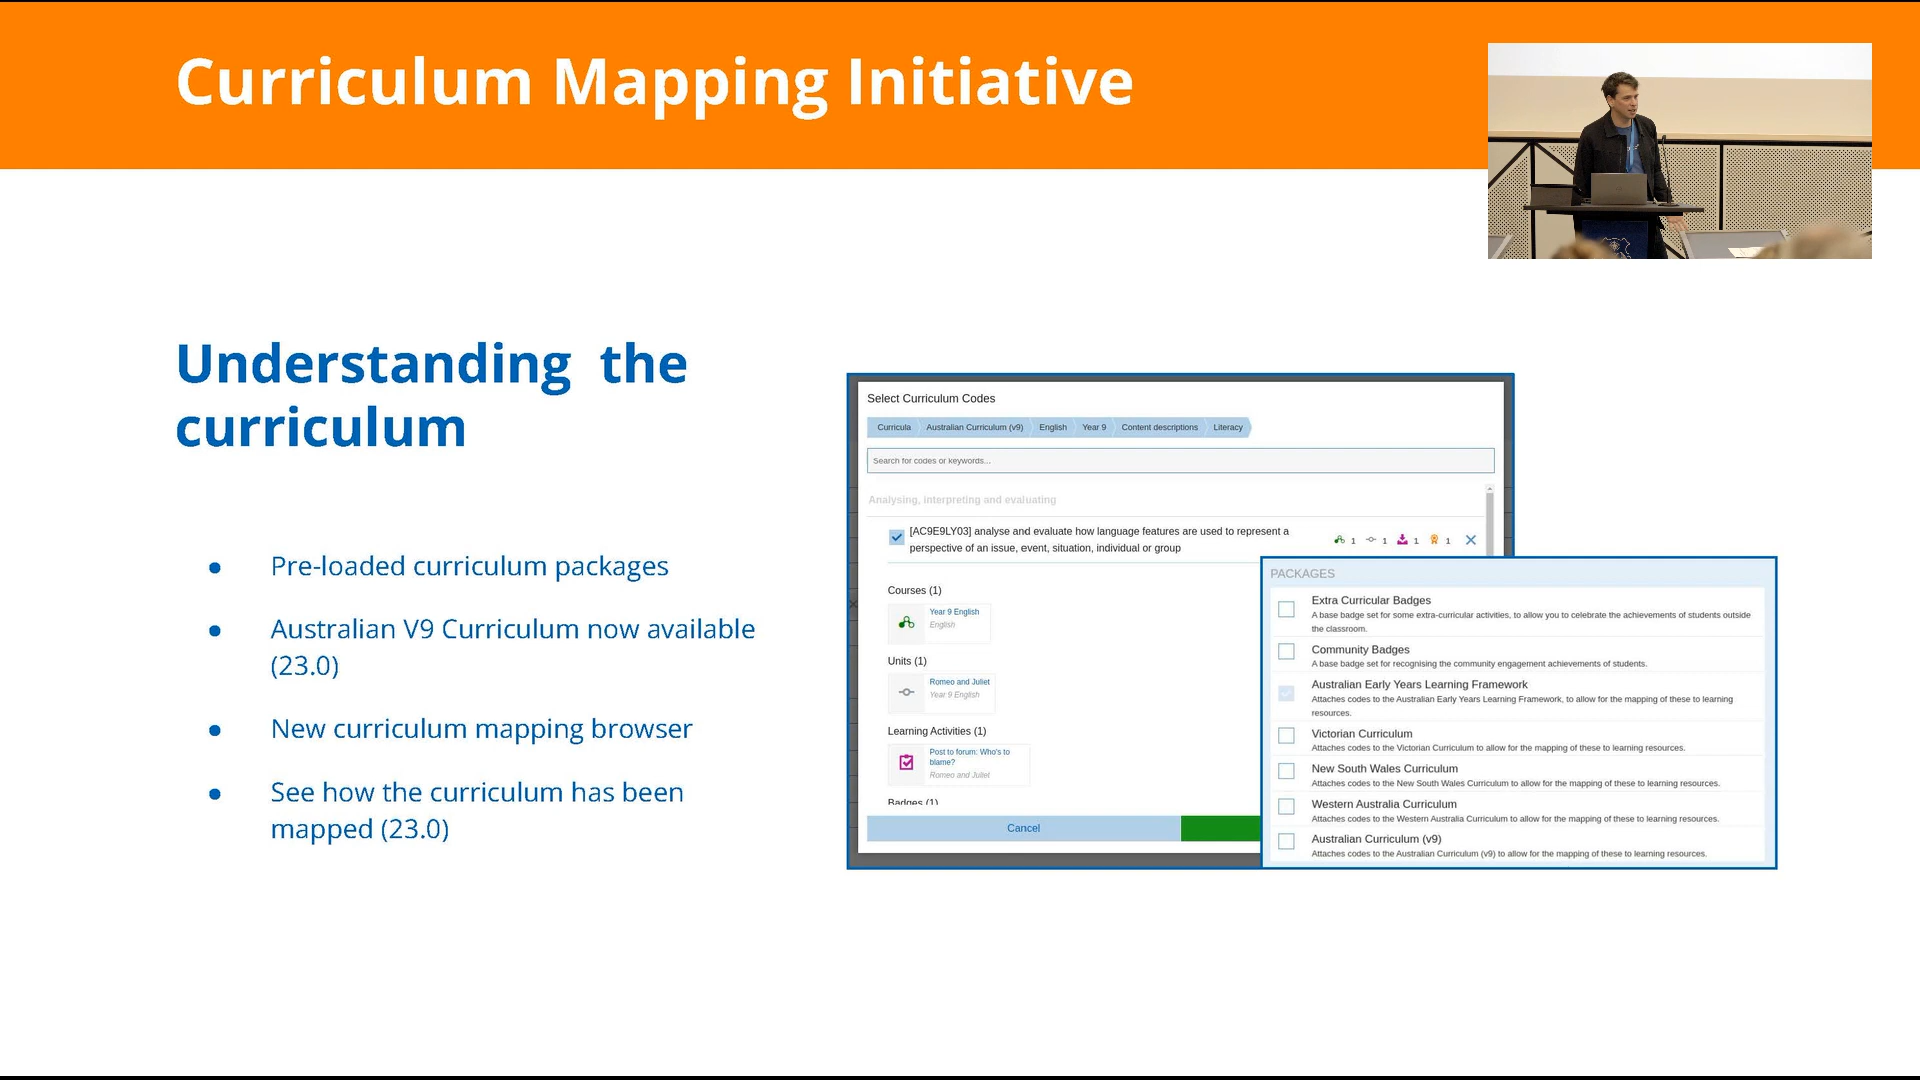 Curriculum Mapping Initiative
Understanding the
curriculum
● Pre-loaded curriculum packages
● Australian V9 Curriculum now available
(23.0)
● New curriculum mapping browser
● See how the curriculum has been
mapped (23.0)
Select Curriculum Codes
Curricula Australian Curriculum (v9) English Year 9 Content descriptions Literacy
Search for codes or keywords...
Analysing, interpreting and evaluating
[AC9E9LY03] analyse and evaluate how language features are used to represent a
perspective of an issue, event, situation, individual or group
1 1 1 1
Courses (1)
Year 9 English
English
Units (1)
Romeo and Juliet
Year 9 English
Learning Activities (1)
Post to forum: Who's to
blame?
Romeo and Juliet
Badges (1)
Cancel
PACKAGES
Extra Curricular Badges
A base badge set for some extra-curricular activities, to allow you to celebrate the achievements of students outside
the classroom.
Community Badges
A base badge set for recognising the community engagement achievements of students.
Australian Early Years Learning Framework
Attaches codes to the Australian Early Years Learning Framework, to allow for the mapping of these to learning
resources.
Victorian Curriculum
Attaches codes to the Victorian Curriculum to allow for the mapping of these to learning resources.
New South Wales Curriculum
Attaches codes to the New South Wales Curriculum to allow for the mapping of these to learning resources.
Western Australia Curriculum
Attaches codes to the Western Australia Curriculum to allow for the mapping of these to learning resources.
Australian Curriculum (v9)
Attaches codes to the Australian Curriculum (v9) to allow for the mapping of these to learning resources.